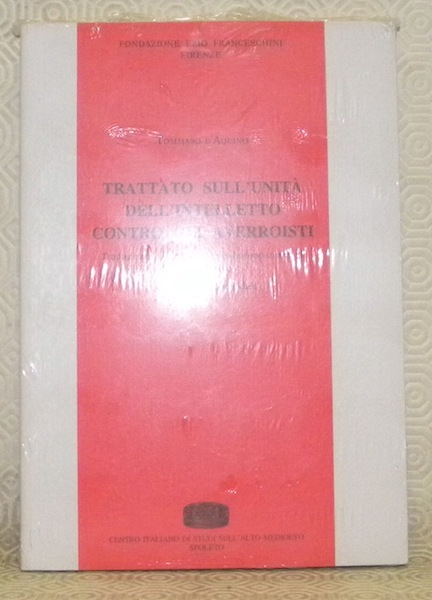 FONDAZIONE EZIO FRANCESCHINI
FIRENZE
TOMMASO D'AQUINO
TRATTATO SULL'UNITÀ
DELL'INTELLETTO
CONTRO GLI AVERROISTI
CENTRO ITALIANO DI STUDI SULL'ALTO MEDIOEVO
SPOLETO